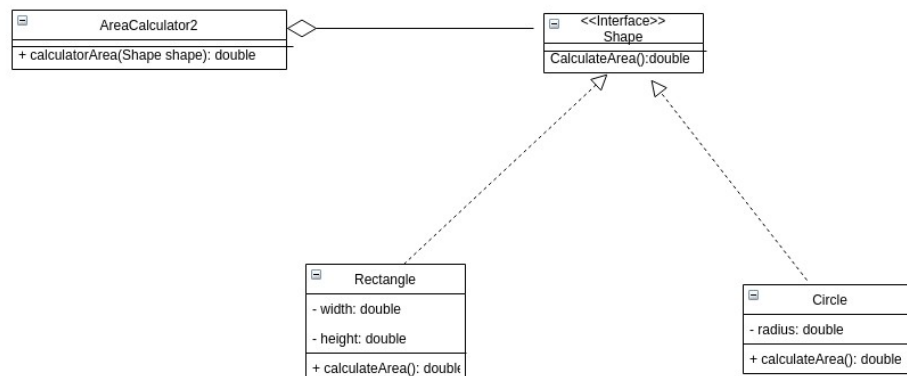 AreaCalculator2
+ calculatorArea(Shape shape): double
<<Interface>>
Shape
CalculateArea():double
Rectangle
- width: double
- height: double
+ calculateArea(): double
Circle
- radius: double
+ calculateArea(): double